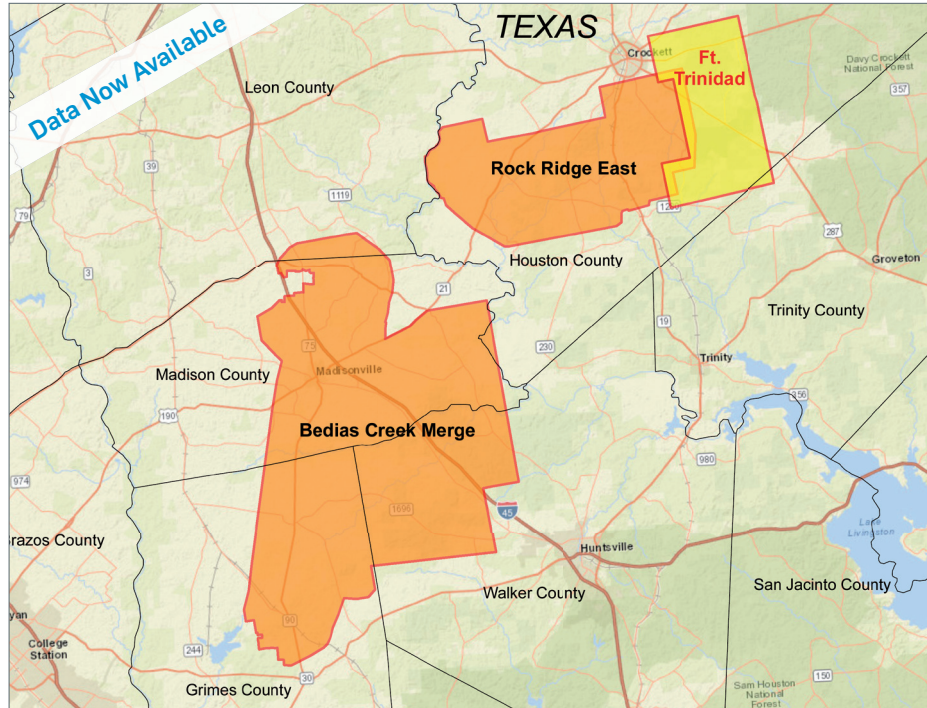 TEXAS
Data Now Available
Crockett
Ft.
Trinidad
Davy Crockett
National Forest
357
Leon County
39
Rock Ridge East
1119
79
287
Houston County
Groveton
3
21
19
Trinity County
75
230
Trinity
Madison County
Madisonville
356
190
Bedias Creek Merge
980
974
1696
45
Lake
Livingston
Brazos County
Huntsville
San Jacinto County
Walker County
90
College
Station
244
30
150
Grimes County
Sam Houston
National
Forest